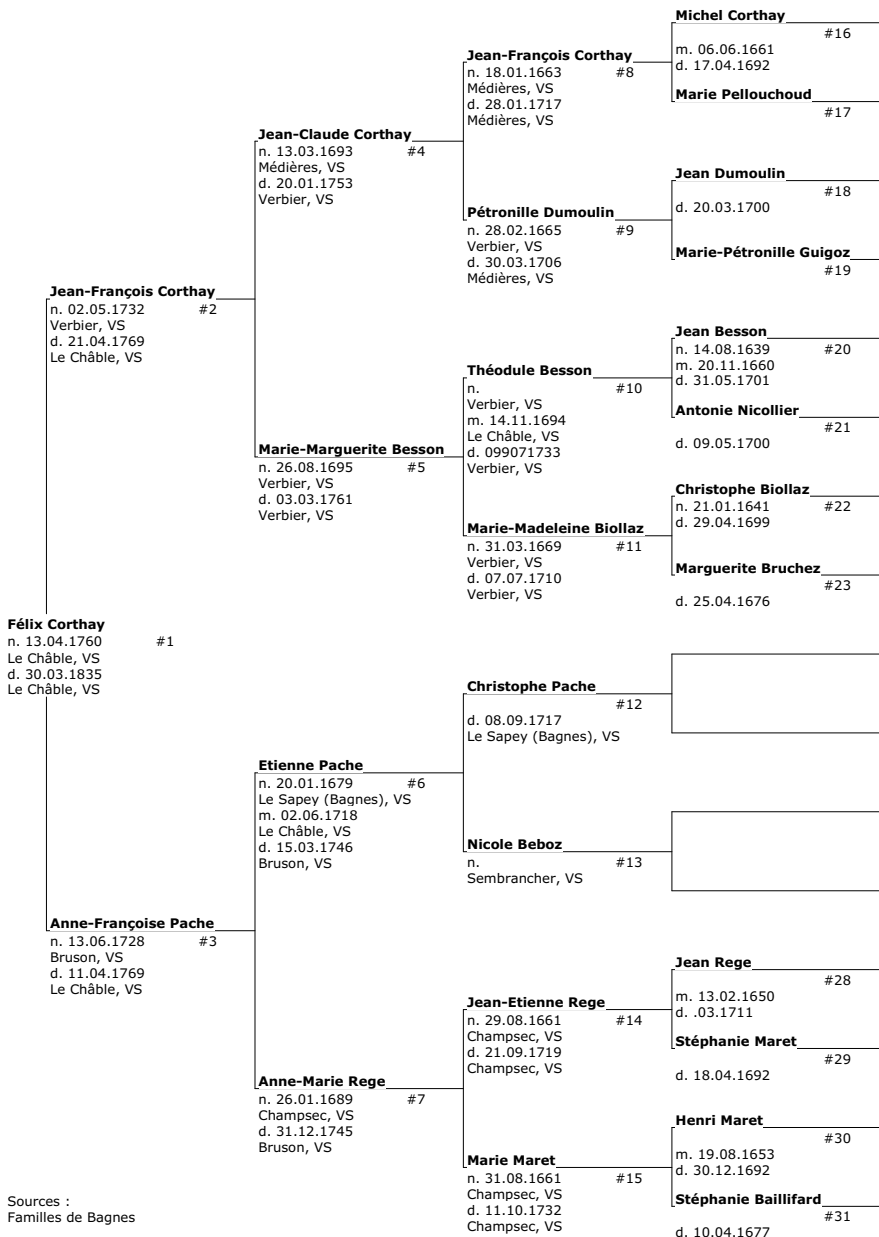 Michel Corthay
#16
m. 06.06.1661
d. 17.04.1692
Jean-François Corthay
n. 18.01.1663 #8
Médières, VS
d. 28.01.1717
Médières, VS
Marie Pellouchoud
#17
Jean-Claude Corthay
n. 13.03.1693 #4
Médières, VS
d. 20.01.1753
Verbier, VS
Jean Dumoulin
#18
d. 20.03.1700
Pétronille Dumoulin
n. 28.02.1665 #9
Verbier, VS
d. 30.03.1706
Médières, VS
Marie-Pétronille Guigoz
#19
Jean-François Corthay
n. 02.05.1732 #2
Verbier, VS
d. 21.04.1769
Le Châble, VS
Jean Besson
n. 14.08.1639 #20
m. 20.11.1660
d. 31.05.1701
Théodule Besson
n. #10
Verbier, VS
m. 14.11.1694
Le Châble, VS
d. 099071733
Verbier, VS
Antonie Nicollier
#21
d. 09.05.1700
Marie-Marguerite Besson
n. 26.08.1695 #5
Verbier, VS
d. 03.03.1761
Verbier, VS
Christophe Biollaz
n. 21.01.1641 #22
d. 29.04.1699
Marie-Madeleine Biollaz
n. 31.03.1669 #11
Verbier, VS
d. 07.07.1710
Verbier, VS
Marguerite Bruchez
#23
d. 25.04.1676
Félix Corthay
n. 13.04.1760 #1
Le Châble, VS
d. 30.03.1835
Le Châble, VS
Christophe Pache
#12
d. 08.09.1717
Le Sapey (Bagnes), VS
Etienne Pache
n. 20.01.1679 #6
Le Sapey (Bagnes), VS
m. 02.06.1718
Le Châble, VS
d. 15.03.1746
Bruson, VS
Nicole Beboz
n. #13
Sembrancher, VS
Anne-Françoise Pache
n. 13.06.1728 #3
Bruson, VS
d. 11.04.1769
Le Châble, VS
Jean Rege
#28
m. 13.02.1650
d. .03.1711
Jean-Etienne Rege
n. 29.08.1661 #14
Champsec, VS
d. 21.09.1719
Champsec, VS
Stéphanie Maret
#29
d. 18.04.1692
Anne-Marie Rege
n. 26.01.1689 #7
Champsec, VS
d. 31.12.1745
Bruson, VS
Henri Maret
#30
m. 19.08.1653
d. 30.12.1692
Marie Maret
n. 31.08.1661 #15
Champsec, VS
d. 11.10.1732
Champsec, VS
Stéphanie Baillifard
#31
d. 10.04.1677
Sources :
Familles de Bagnes